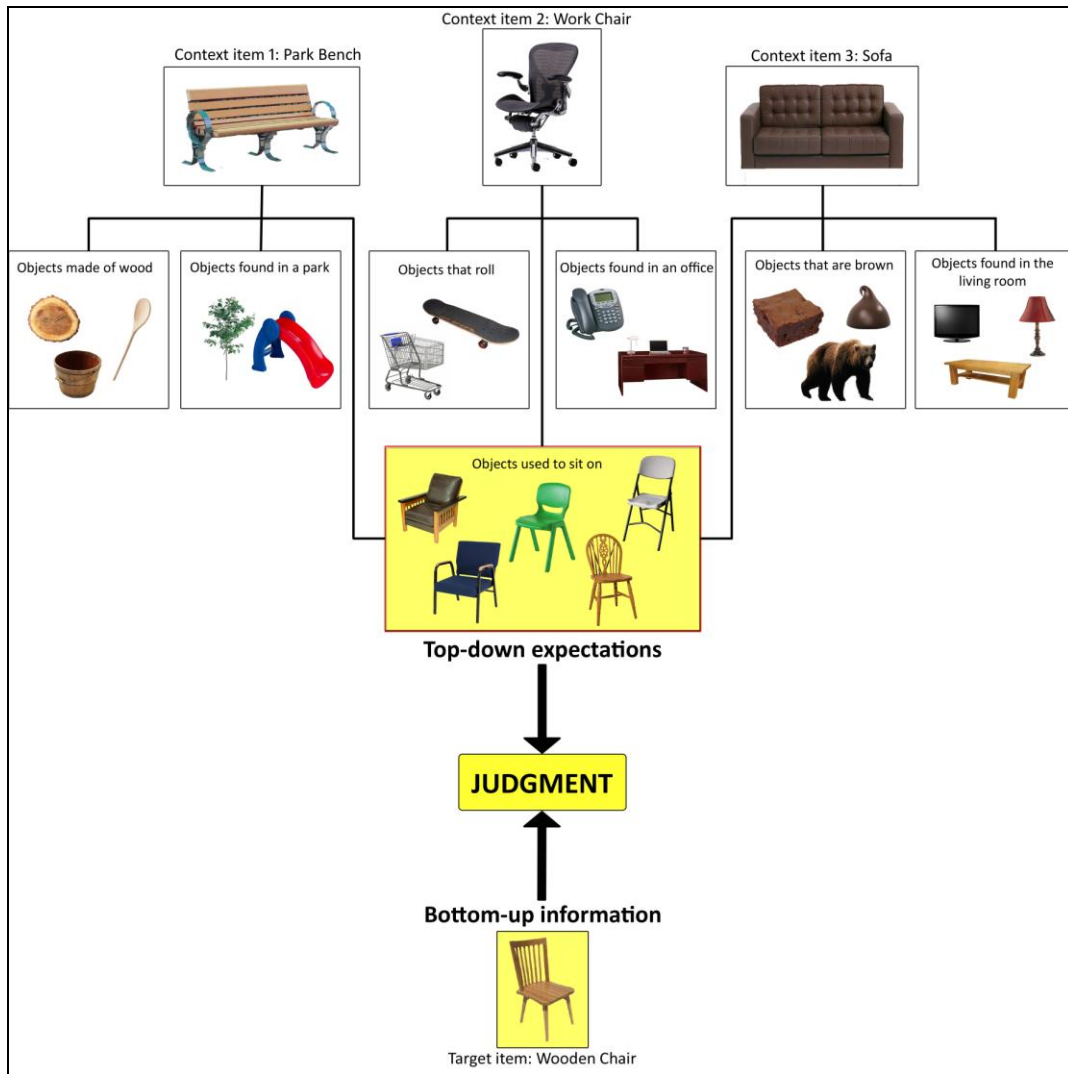 Context item 2: Work Chair
Context item 1: Park Bench
Context item 3: Sofa
Objects made of wood
Objects found in a park
Objects that roll
Objects found in an office
Objects that are brown
Objects found in the
living room
Objects used to sit on
Top-down expectations
JUDGMENT
Bottom-up information
Target item: Wooden Chair